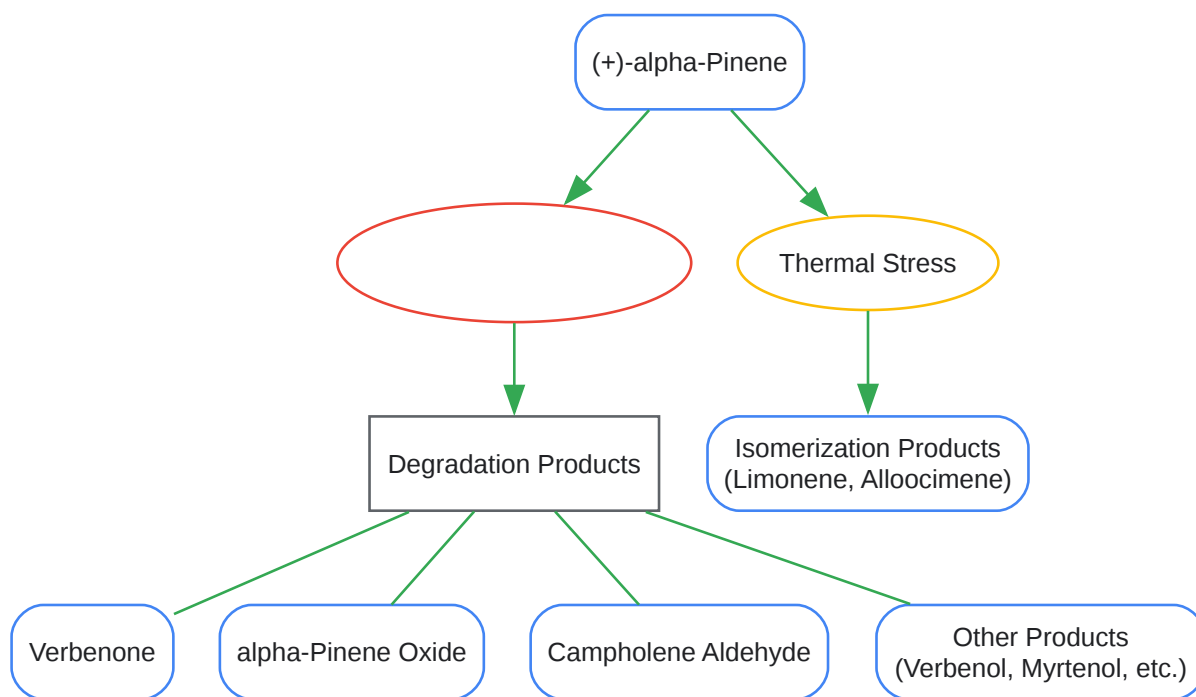 (+)-alpha-Pinene
Thermal Stress
Degradation Products
Isomerization Products
(Limonene, Alloocimene)
Verbenone
alpha-Pinene Oxide
Campholene Aldehyde
Other Products
(Verbenol, Myrtenol, etc.)